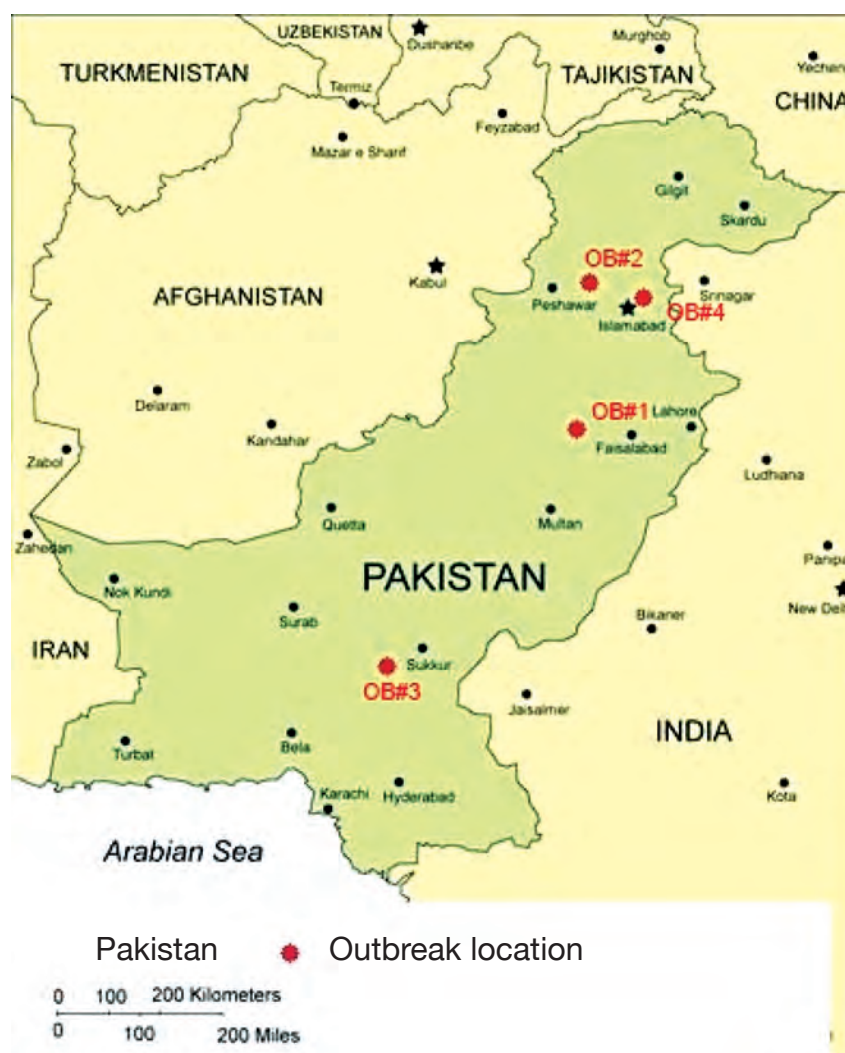 UZBEKISTAN
Dushanbe
Murghob
TURKMENISTAN
TAJIKISTAN
Termiz
CHINA
Feyzabad
Mazar e Sharif
Gilgit
Skardu
OB#2
Kabul
AFGHANISTAN
Peshawar
Srinagar
Islamabad
OB#4
Delaram
OB#1
Lahore
Kandahar
Faisalabad
Zabol
Ludhiana
Quetta
Multan
Zahedan
PAKISTAN
Nok Kundi
New Del
Surab
Bikaner
IRAN
Sukkur
OB#3
Jaisalmer
INDIA
Turbat
Bela
Karachi
Hyderabad
Kota
Arabian Sea
Pakistan Outbreak location
0 100 200 Kilometers
0 100 200 Miles